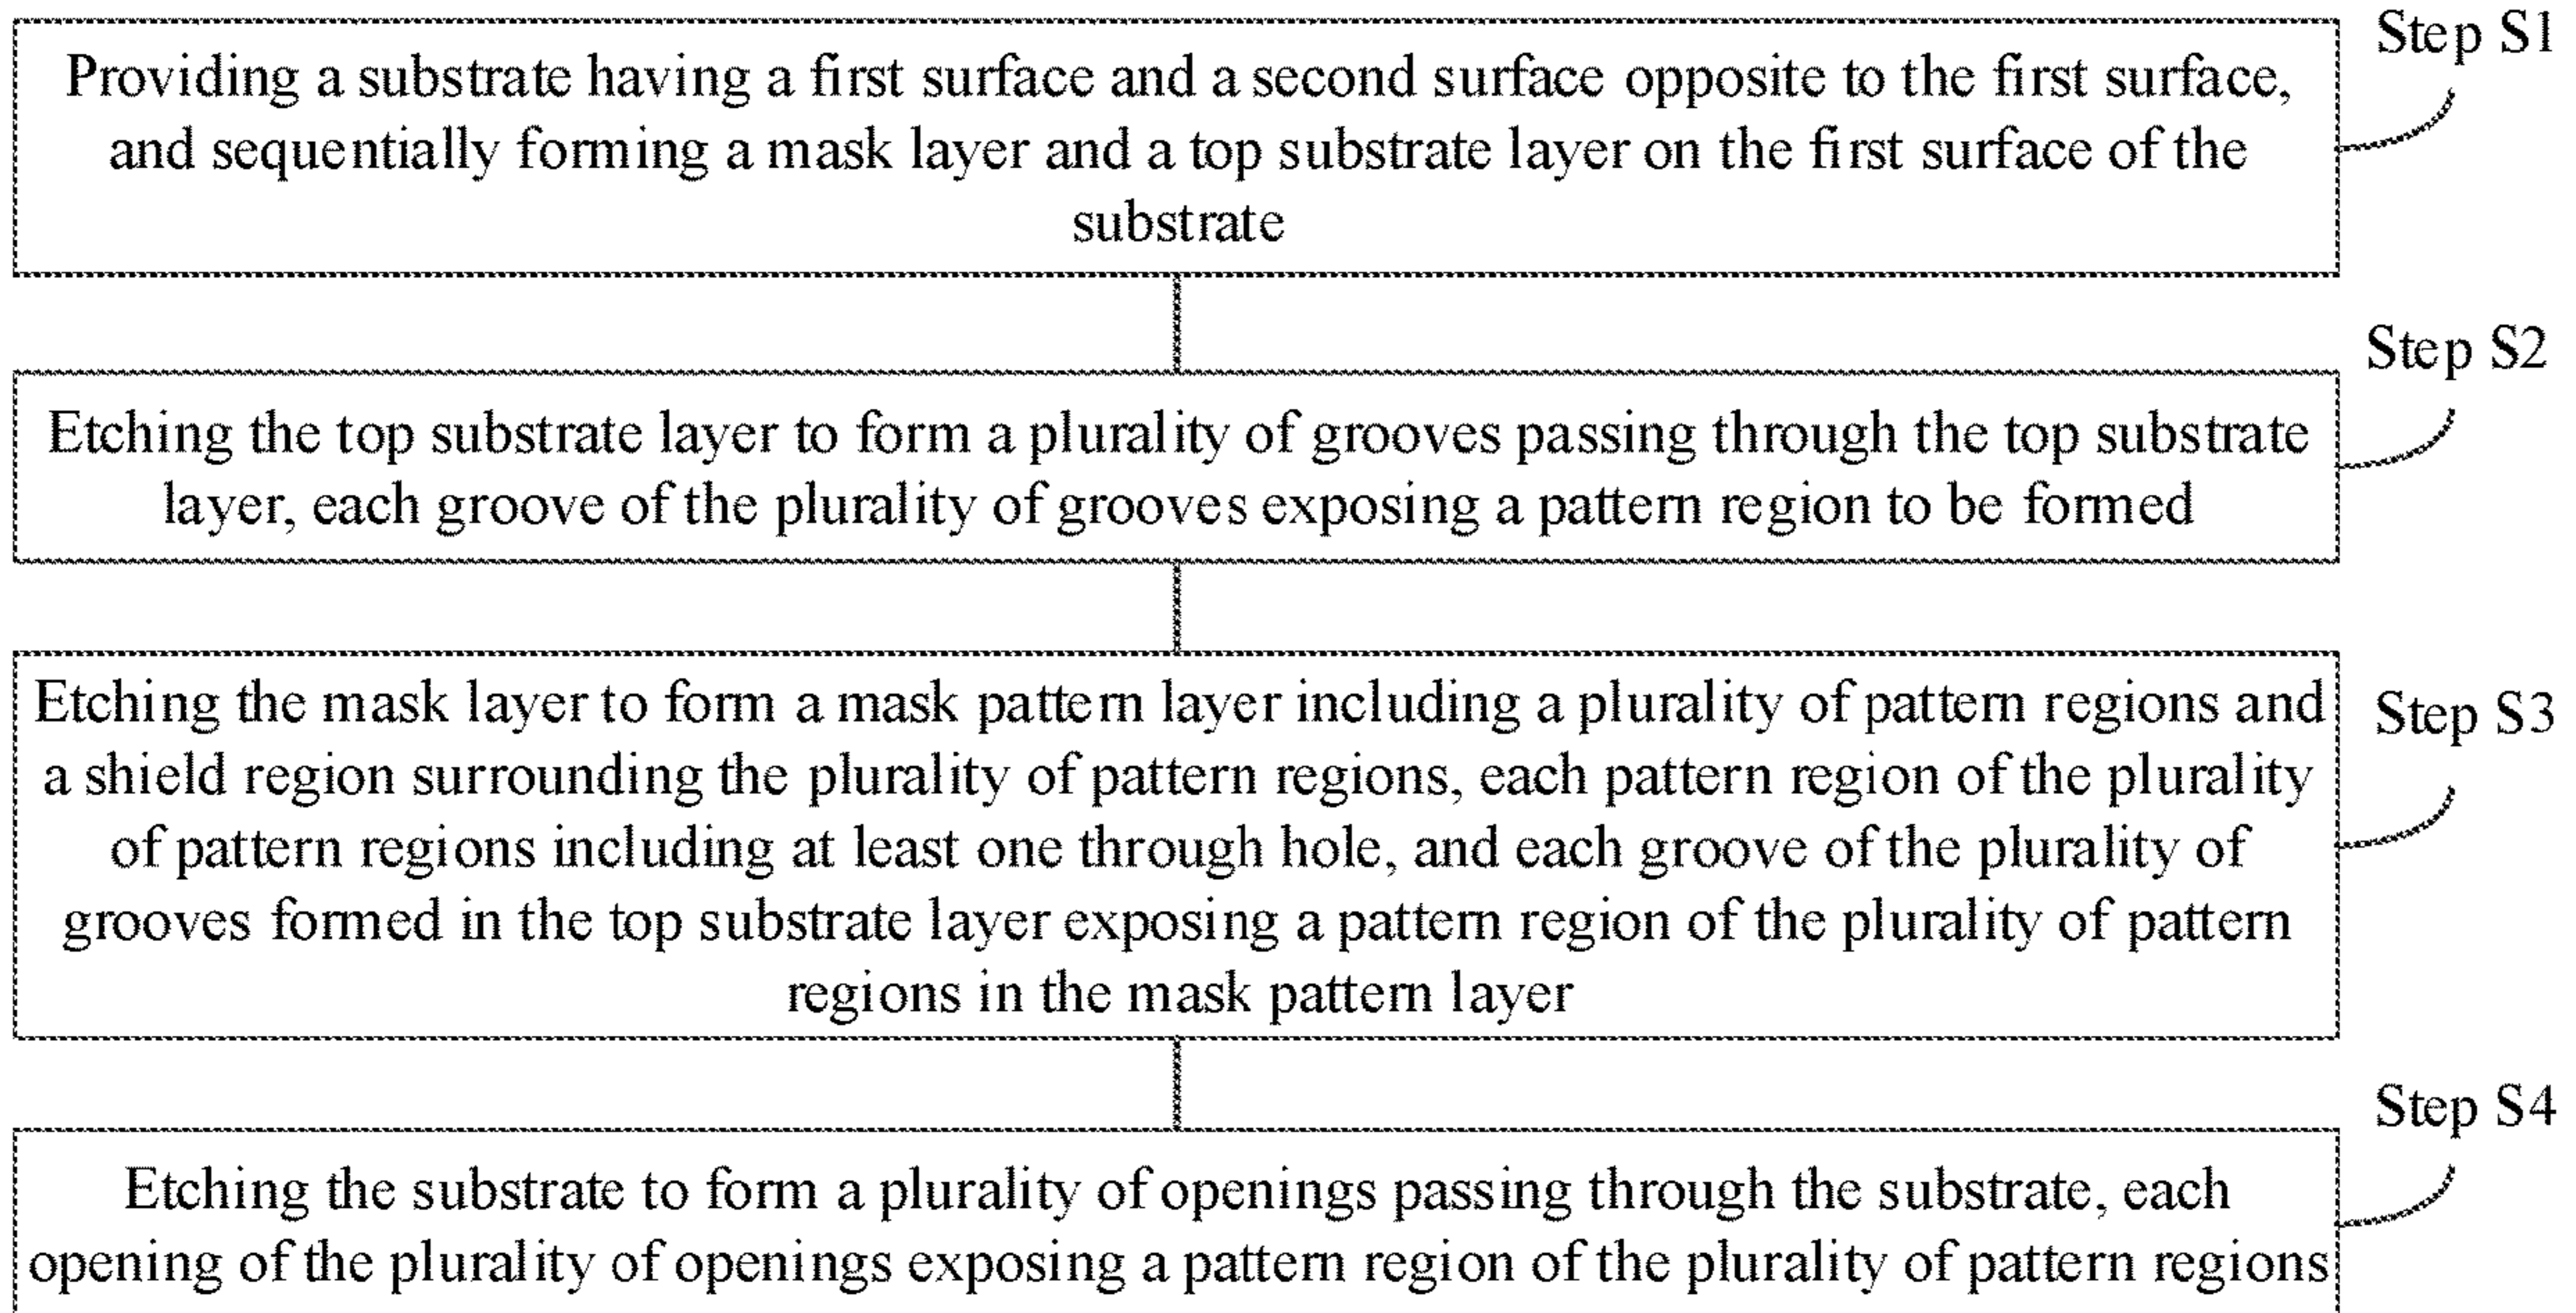 Step S1
Providing a substrate having a first surface and a second surface opposite to the first surface,
and sequentially forming a mask layer and a top substrate layer on the first surface of the
substrate
Step S2
Etching the top substrate layer to form a plurality of grooves passing through the top substrate
layer, each groove of the plurality of grooves exposing a pattern region to be formed
Step S3
Etching the mask layer to form a mask pattern layer including a plurality of pattern regions and
a shield region surrounding the plurality of pattern regions, each pattern region of the plurality
of pattern regions including at least one through hole, and each groove of the plurality of
grooves formed in the top substrate layer exposing a pattern region of the plurality of pattern
regions in the mask pattern layer
Step S4
Etching the substrate to form a plurality of openings passing through the substrate, each
opening of the plurality of openings exposing a pattern region of the plurality of pattern regions